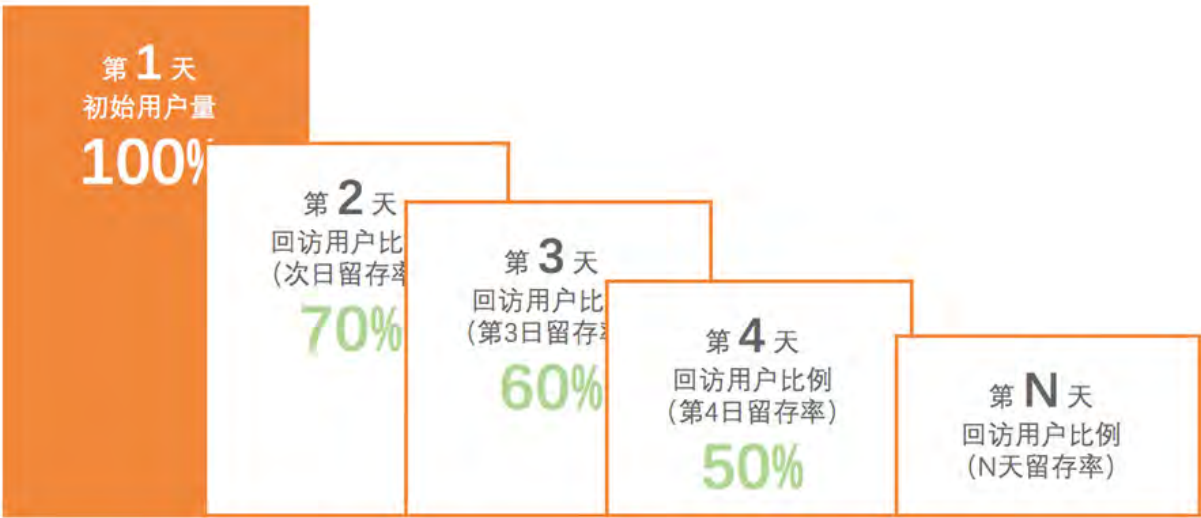 第 1 天
初始用户量
100%
第 2 天
回访用户比
(次日留存率
70%
第 3 天
回访用户比
(第3日留存率
60%
第 4 天
回访用户比例
(第4日留存率)
50%
第 N 天
回访用户比例
(N天留存率)